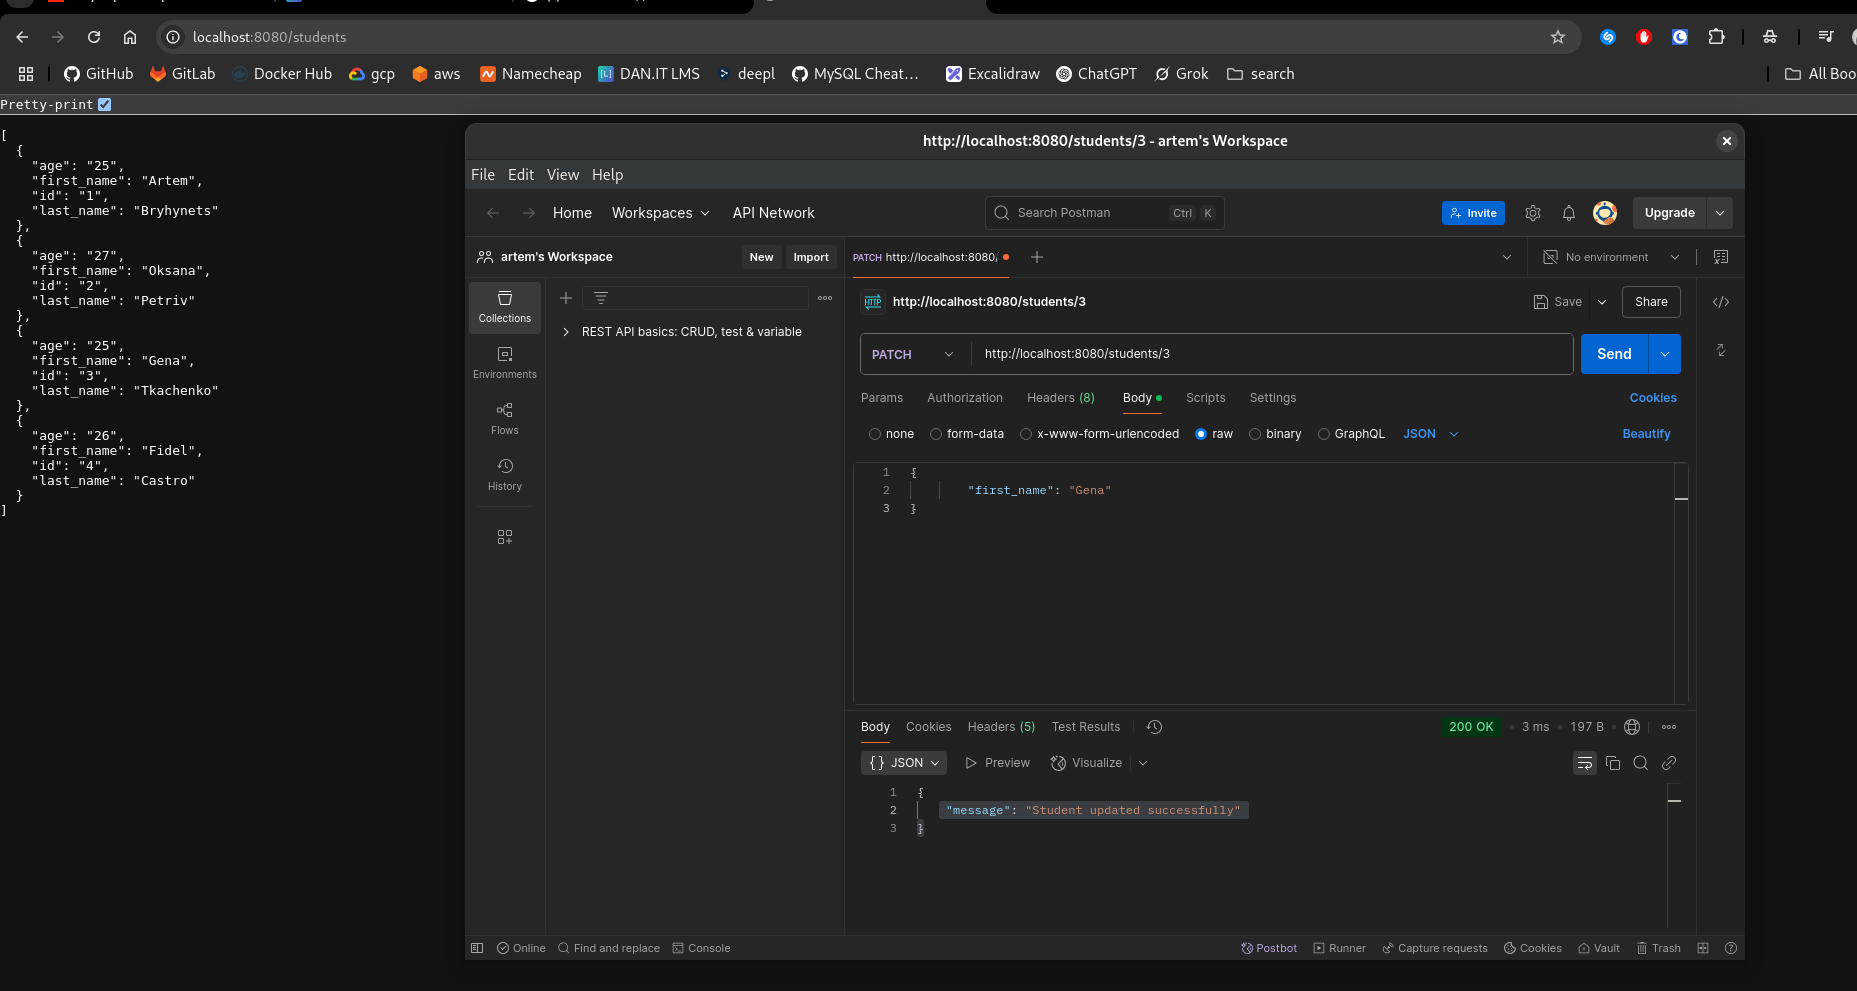 localhost:8080/students
GitHub GitLab Docker Hub gcp aws Namecheap DAN.IT LMS deepl MySQL Cheat... Excalidraw ChatGPT Grok search All Boo
Pretty-print
[
  {
    "age": "25",
    "first_name": "Artem",
    "id": "1",
    "last_name": "Bryhynets"
  },
  {
    "age": "27",
    "first_name": "Oksana",
    "id": "2",
    "last_name": "Petriv"
  },
  {
    "age": "25",
    "first_name": "Gena",
    "id": "3",
    "last_name": "Tkachenko"
  },
  {
    "age": "26",
    "first_name": "Fidel",
    "id": "4",
    "last_name": "Castro"
  }
]
http://localhost:8080/students/3 - artem's Workspace
File Edit View Help
Home Workspaces API Network Search Postman Ctrl K Invite Upgrade
artem's Workspace New Import
PATCH http://localhost:8080/ No environment
Collections
Environments
Flows
History
REST API basics: CRUD, test & variable
HTTP http://localhost:8080/students/3 Save Share
PATCH http://localhost:8080/students/3 Send
Params Authorization Headers (8) Body Scripts Settings Cookies
none form-data x-www-form-urlencoded raw binary GraphQL JSON Beautify
1 {
2 "first_name": "Gena"
3 }
Body Cookies Headers (5) Test Results 200 OK 3 ms 197 B
{} JSON Preview Visualize
1 {
2 "message": "Student updated successfully"
3 }
Online Find and replace Console Postbot Runner Capture requests Cookies Vault Trash